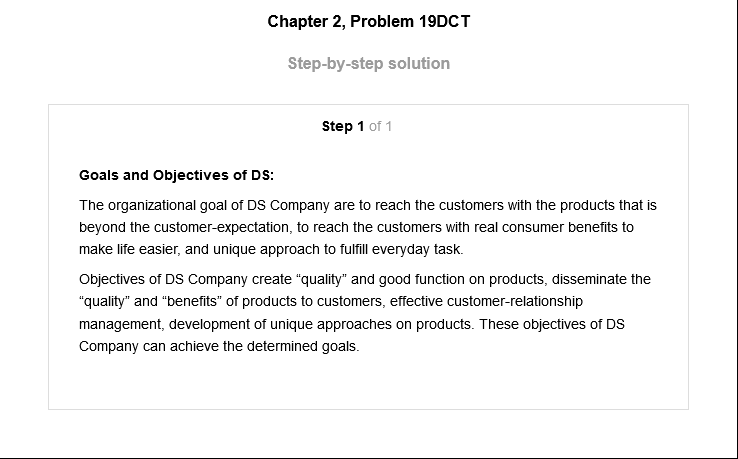 Chapter 2, Problem 19DCT
Step-by-step solution
Step 1 of 1
Goals and Objectives of DS:
The organizational goal of DS Company are to reach the customers with the products that is
beyond the customer-expectation, to reach the customers with real consumer benefits to
make life easier, and unique approach to fulfill everyday task.
Objectives of DS Company create “quality” and good function on products, disseminate the
“quality” and “benefits” of products to customers, effective customer-relationship
management, development of unique approaches on products. These objectives of DS
Company can achieve the determined goals.